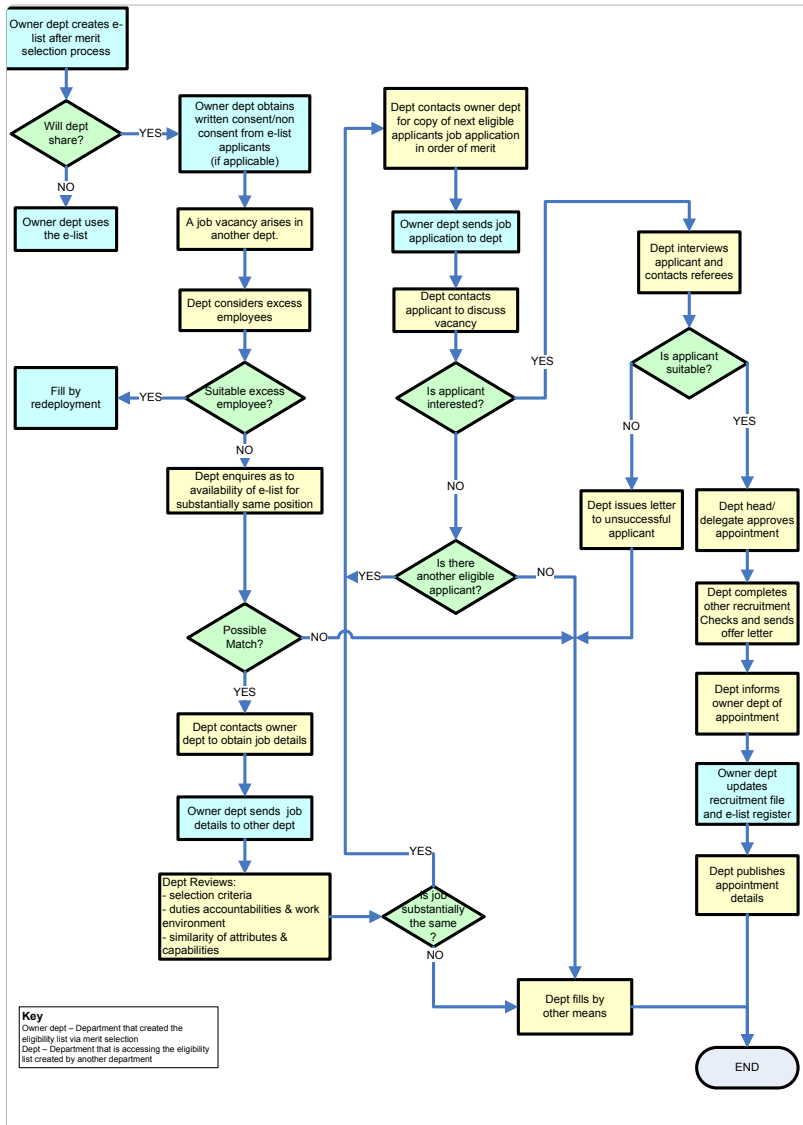 Owner dept creates e-
list after merit
selection process
Will dept
share?
YES
NO
Owner dept uses
the e-list
Owner dept obtains
written consent/non
consent from e-list
applicants
(if applicable)
A job vacancy arises in
another dept.
Dept considers excess
employees
Suitable excess
employee?
YES
Fill by
redeployment
NO
Dept enquires as to
availability of e-list for
substantially same position
Possible
Match?
NO
YES
Dept contacts owner
dept to obtain job details
Owner dept sends job
details to other dept
Dept Reviews:
- selection criteria
- duties accountabilities & work
environment
- similarity of attributes &
capabilities
Is job
substantially
the same
?
YES
NO
Dept contacts owner dept
for copy of next eligible
applicants job application
in order of merit
Owner dept sends job
application to dept
Dept contacts
applicant to discuss
vacancy
Is applicant
interested?
YES
NO
Is there
another eligible
applicant?
YES
NO
Dept interviews
applicant and
contacts referees
Is applicant
suitable?
NO
YES
Dept issues letter
to unsuccessful
applicant
Dept head/
delegate approves
appointment
Dept completes
other recruitment
Checks and sends
offer letter
Dept informs
owner dept of
appointment
Owner dept
updates
recruitment file
and e-list register
Dept publishes
appointment
details
Dept fills by
other means
END
Key
Owner dept – Department that created the
eligibility list via merit selection
Dept – Department that is accessing the eligibility
list created by another department